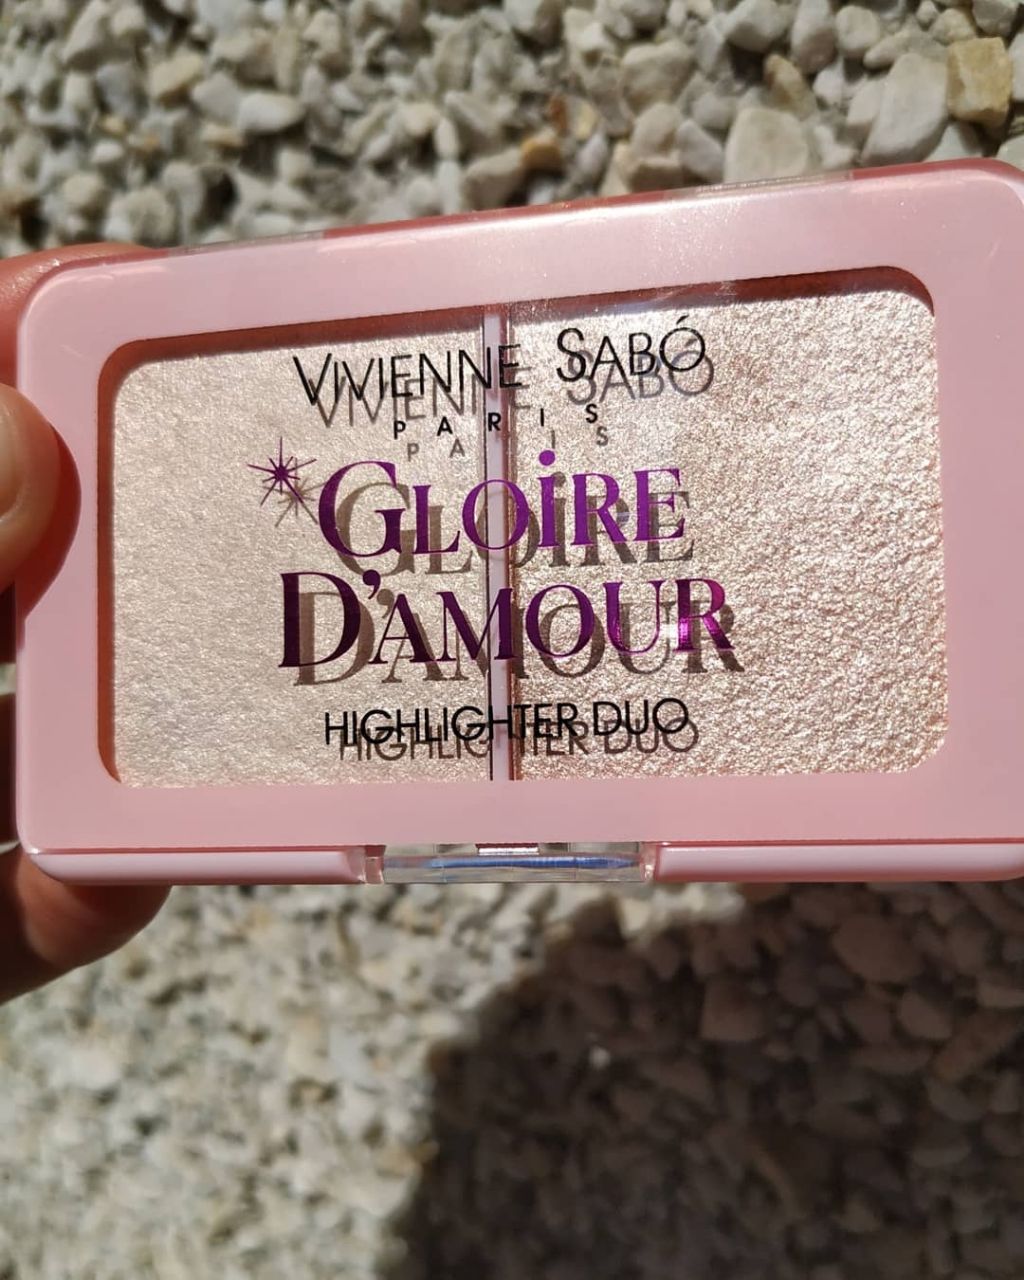 VIVIENNE SABÓ
PARIS
GLOIRE
D'AMOUR
HIGHLIGHTER DUO